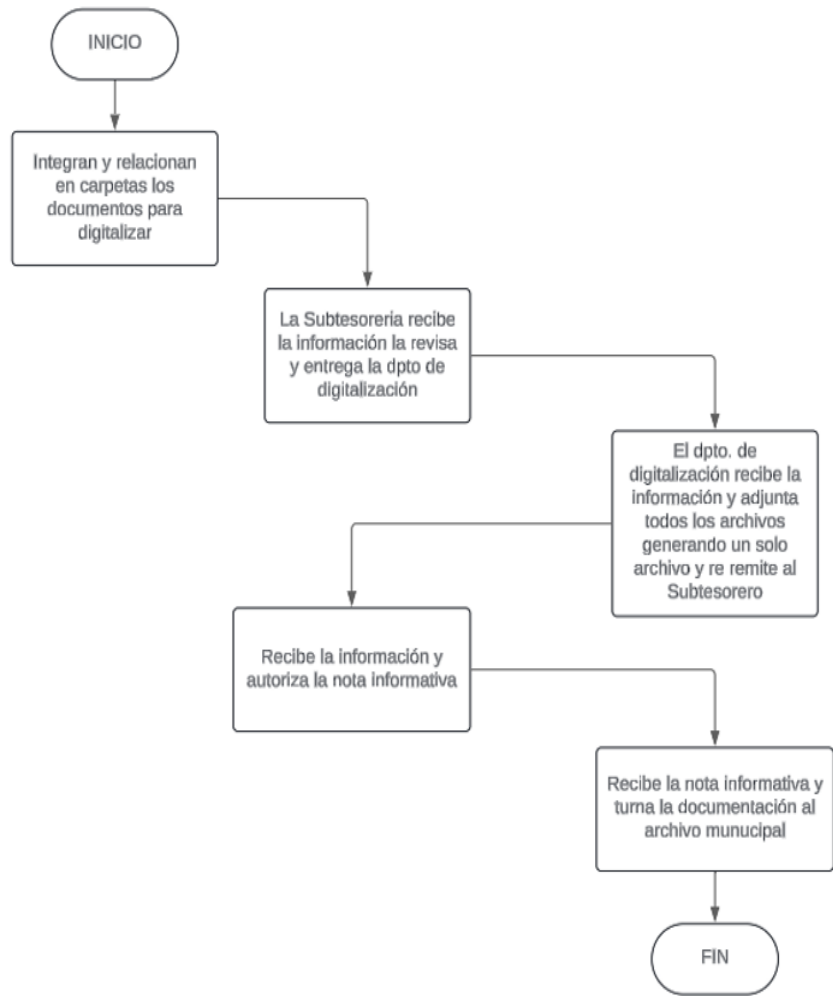 INICIO
Integran y relacionan
en carpetas los
documentos para
digitalizar
La Subtesoreria recibe
la información la revisa
y entrega la dpto de
digitalización
El dpto. de
digitalización recibe la
información y adjunta
todos los archivos
generando un solo
archivo y re remite al
Subtesorero
Recibe la información y
autoriza la nota informativa
Recibe la nota informativa y
turna la documentación al
archivo munucipal
FIN